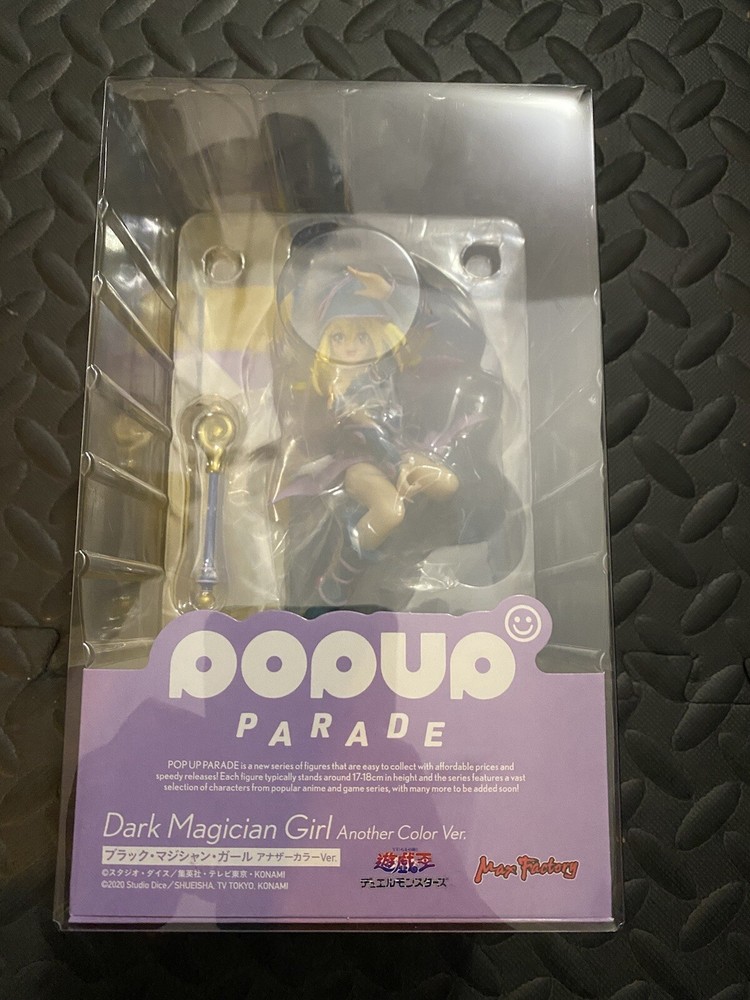 POPUP
PARADE
POP UP PARADE is a new series of figures that are easy to collect with affordable prices and
speedy releases! Each figure typically stands around 17-18cm in height and the series features a vast
selection of characters from popular anime and game series, with many more to be added soon!
Dark Magician Girl Another Color Ver.
ブラック・マジシャン・ガール アナザーカラーVer.
©スタジオ・ダイス／集英社・テレビ東京・KONAMI
©2020 Studio Dice／SHUEISHA, TV TOKYO, KONAMI
遊戯王
デュエルモンスターズ
Max Factory